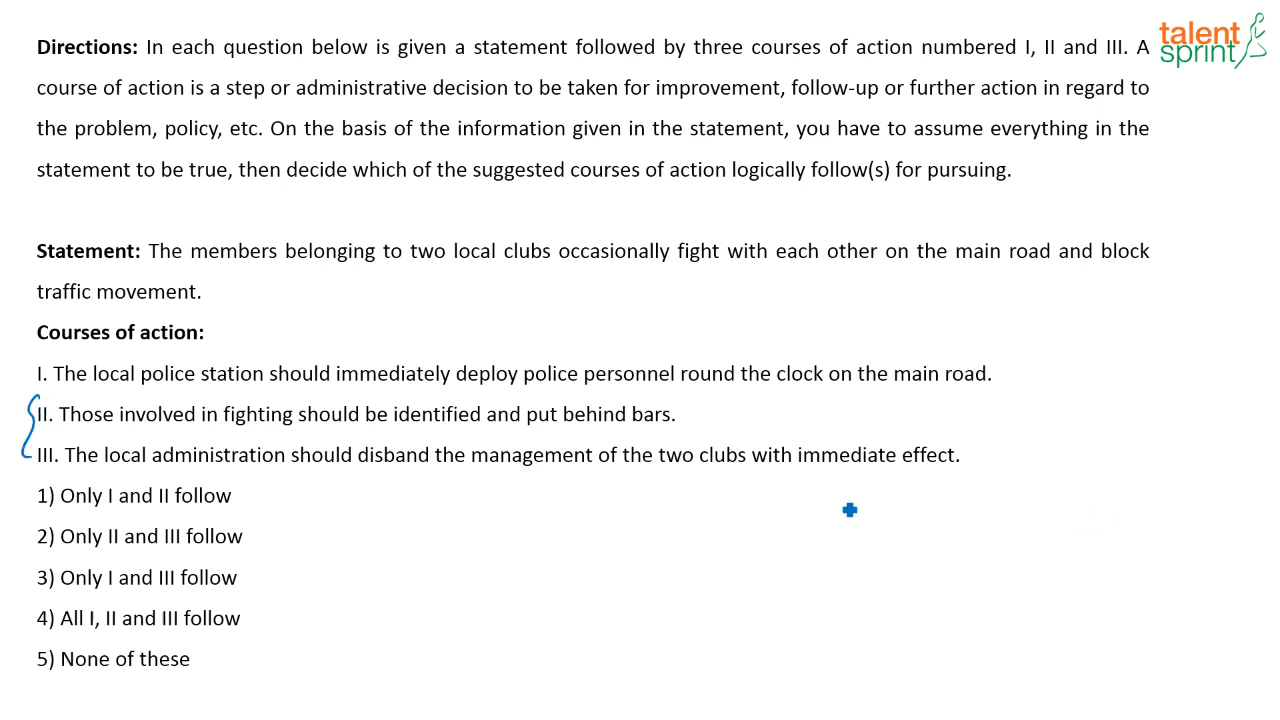 Directions: In each question below is given a statement followed by three courses of action numbered I, II and III. A
course of action is a step or administrative decision to be taken for improvement, follow-up or further action in regard to
the problem, policy, etc. On the basis of the information given in the statement, you have to assume everything in the
statement to be true, then decide which of the suggested courses of action logically follow(s) for pursuing.
talent
sprint
Statement: The members belonging to two local clubs occasionally fight with each other on the main road and block
traffic movement.
Courses of action:
I. The local police station should immediately deploy police personnel round the clock on the main road.
II. Those involved in fighting should be identified and put behind bars.
III. The local administration should disband the management of the two clubs with immediate effect.
1) Only I and II follow
2) Only II and III follow
3) Only I and III follow
4) All I, II and III follow
5) None of these